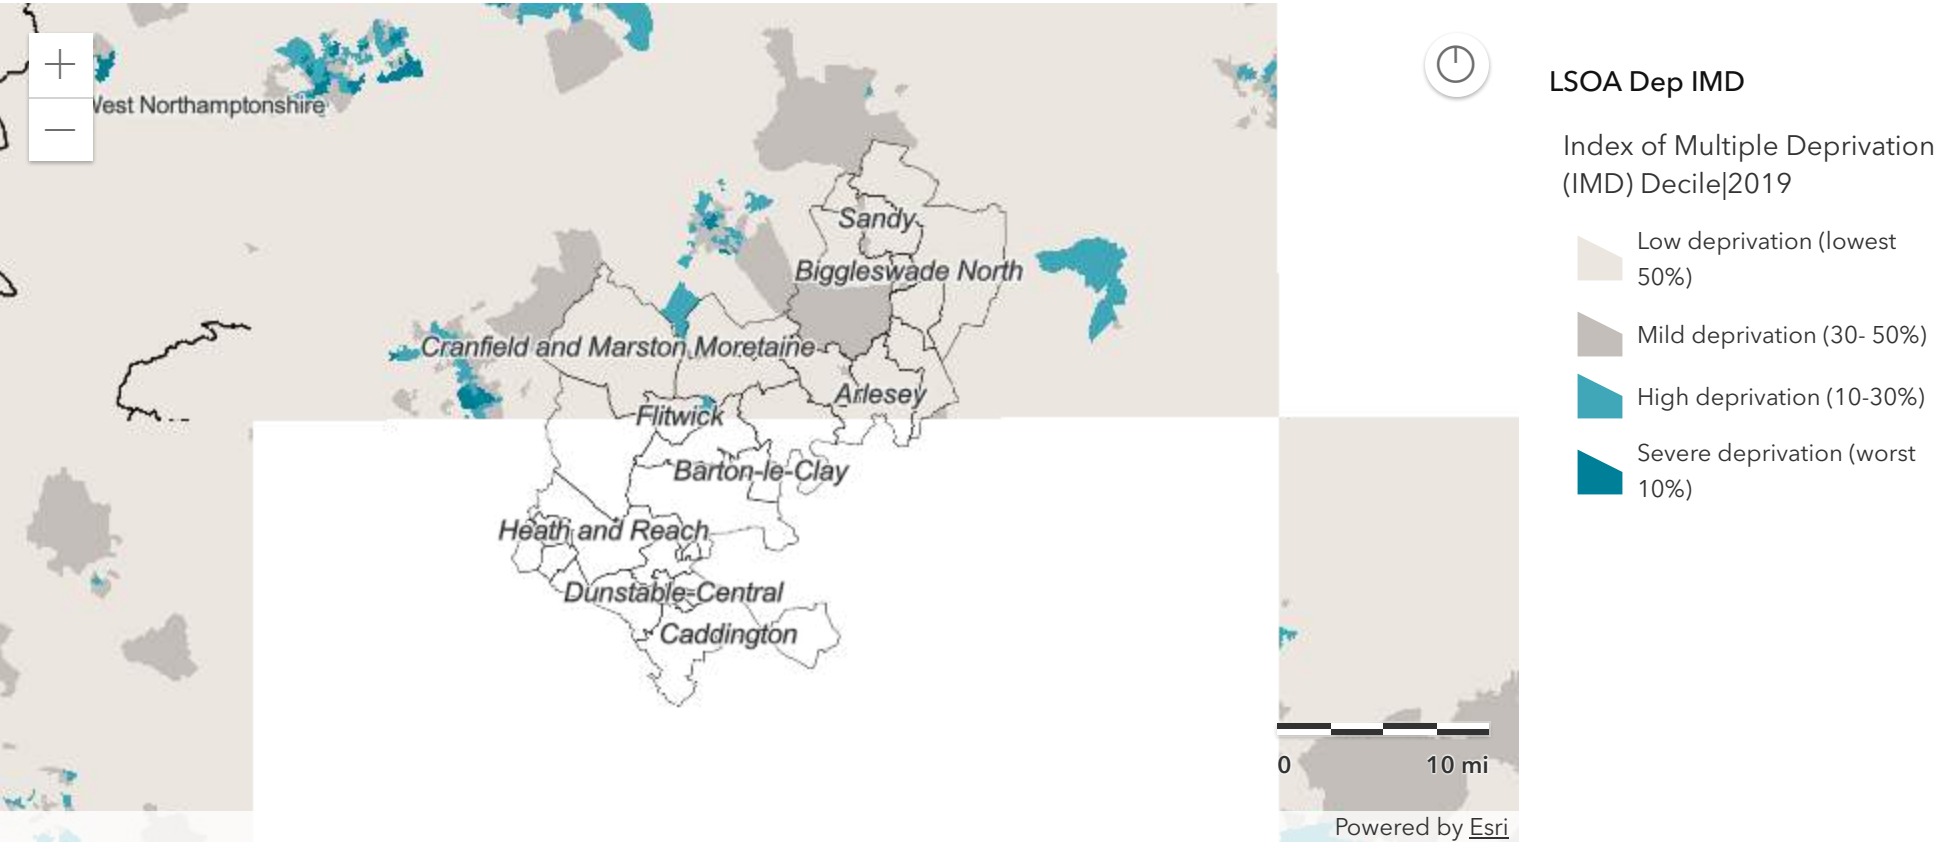 +
West Northamptonshire
−
Sandy
Biggleswade North
Cranfield and Marston Moretaine
Arlesey
Flitwick
Barton-le-Clay
Heath and Reach
Dunstable-Central
Caddington
0 10 mi
Powered by Esri
LSOA Dep IMD
Index of Multiple Deprivation
(IMD) Decile|2019
Low deprivation (lowest
50%)
Mild deprivation (30- 50%)
High deprivation (10-30%)
Severe deprivation (worst
10%)